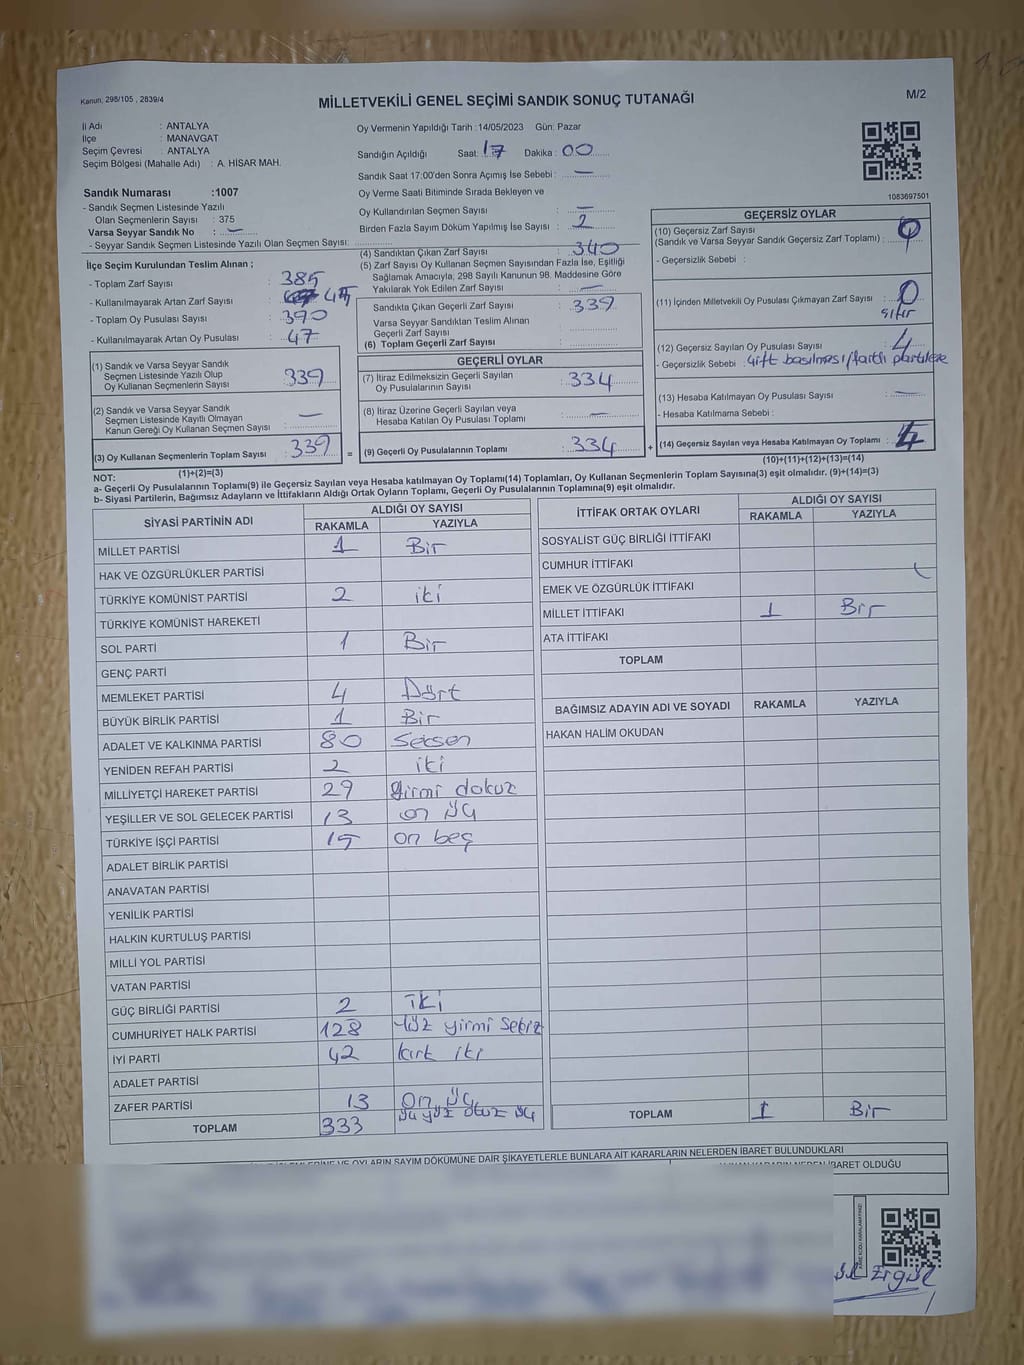 Kanun, 298/105 , 2839/4
MİLLETVEKİLİ GENEL SEÇİMİ SANDIK SONUÇ TUTANAĞI
M/2
İl Adı : ANTALYA
İlçe : MANAVGAT
Seçim Çevresi : ANTALYA
Seçim Bölgesi (Mahalle Adı) : A. HİSAR MAH.
Oy Vermenin Yapıldığı Tarih : 14/05/2023 Gün: Pazar
Sandığın Açıldığı Saat: 17 Dakika : 00
Sandık Saat 17:00'den Sonra Açımış İse Sebebi : —
Oy Verme Saati Bitiminde Sırada Bekleyen ve
Oy Kullandırılan Seçmen Sayısı : —
Birden Fazla Sayım Döküm Yapılmış İse Sayısı : 2
Sandık Numarası :1007
- Sandık Seçmen Listesinde Yazılı
Olan Seçmenlerin Sayısı : 375
Varsa Seyyar Sandık No : —
- Seyyar Sandık Seçmen Listesinde Yazılı Olan Seçmen Sayısı:
İlçe Seçim Kurulundan Teslim Alınan ;
- Toplam Zarf Sayısı : 385
- Kullanılmayarak Artan Zarf Sayısı : 45
- Toplam Oy Pusulası Sayısı : 390
- Kullanılmayarak Artan Oy Pusulası : 47
(1) Sandık ve Varsa Seyyar Sandık
Seçmen Listesinde Yazılı Olup
Oy Kullanan Seçmenlerin Sayısı : 339
(2) Sandık ve Varsa Seyyar Sandık
Seçmen Listesinde Kayıtlı Olmayan
Kanun Gereği Oy Kullanan Seçmen Sayısı : —
(3) Oy Kullanan Seçmenlerin Toplam Sayısı : 339
(1)+(2)=(3)
(4) Sandıktan Çıkan Zarf Sayısı : 340
(5) Zarf Sayısı Oy Kullanan Seçmen Sayısından Fazla İse, Eşitliği
Sağlamak Amacıyla, 298 Sayılı Kanunun 98. Maddesine Göre
Yakılarak Yok Edilen Zarf Sayısı : —
Sandıkta Çıkan Geçerli Zarf Sayısı : 339
Varsa Seyyar Sandıktan Teslim Alınan
Geçerli Zarf Sayısı :
(6) Toplam Geçerli Zarf Sayısı :
GEÇERLİ OYLAR
(7) İtiraz Edilmeksizin Geçerli Sayılan
Oy Pusulalarının Sayısı : 334
(8) İtiraz Üzerine Geçerli Sayılan veya
Hesaba Katılan Oy Pusulası Toplamı : —
= (9) Geçerli Oy Pusulalarının Toplamı : 334 +
1083697501
GEÇERSİZ OYLAR
(10) Geçersiz Zarf Sayısı
(Sandık ve Varsa Seyyar Sandık Geçersiz Zarf Toplamı) :
- Geçersizlik Sebebi :
(11) İçinden Milletvekili Oy Pusulası Çıkmayan Zarf Sayısı : 0
sıfır
(12) Geçersiz Sayılan Oy Pusulası Sayısı : 4
- Geçersizlik Sebebi : çift basılması/farklı partilere
(13) Hesaba Katılmayan Oy Pusulası Sayısı : —
- Hesaba Katılmama Sebebi :
(14) Geçersiz Sayılan veya Hesaba Katılmayan Oy Toplamı : 4
(10)+(11)+(12)+(13)=(14)
NOT:
a- Geçerli Oy Pusulalarının Toplamı(9) ile Geçersiz Sayılan veya Hesaba katılmayan Oy Toplamı(14) Toplamları, Oy Kullanan Seçmenlerin Toplam Sayısına(3) eşit olmalıdır. (9)+(14)=(3)
b- Siyasi Partilerin, Bağımsız Adayların ve İttifakların Aldığı Ortak Oyların Toplamı, Geçerli Oy Pusulalarının Toplamına(9) eşit olmalıdır.
SİYASİ PARTİNİN ADI ALDIĞI OY SAYISI
RAKAMLA YAZIYLA
MİLLET PARTİSİ 1 Bir
HAK VE ÖZGÜRLÜKLER PARTİSİ
TÜRKİYE KOMÜNİST PARTİSİ 2 iki
TÜRKİYE KOMÜNİST HAREKETİ
SOL PARTİ 1 Bir
GENÇ PARTİ
MEMLEKET PARTİSİ 4 Dört
BÜYÜK BİRLİK PARTİSİ 1 Bir
ADALET VE KALKINMA PARTİSİ 80 Seksen
YENİDEN REFAH PARTİSİ 2 iki
MİLLİYETÇİ HAREKET PARTİSİ 29 yirmi dokuz
YEŞİLLER VE SOL GELECEK PARTİSİ 13 on üç
TÜRKİYE İŞÇİ PARTİSİ 15 on beş
ADALET BİRLİK PARTİSİ
ANAVATAN PARTİSİ
YENİLİK PARTİSİ
HALKIN KURTULUŞ PARTİSİ
MİLLİ YOL PARTİSİ
VATAN PARTİSİ
GÜÇ BİRLİĞİ PARTİSİ 2 iki
CUMHURİYET HALK PARTİSİ 128 Yüz yirmi sekiz
İYİ PARTİ 42 kırk iki
ADALET PARTİSİ
ZAFER PARTİSİ 13 On üç
TOPLAM 333 üç yüz otuz üç
İTTİFAK ORTAK OYLARI ALDIĞI OY SAYISI
RAKAMLA YAZIYLA
SOSYALİST GÜÇ BİRLİĞİ İTTİFAKI
CUMHUR İTTİFAKI
EMEK VE ÖZGÜRLÜK İTTİFAKI
MİLLET İTTİFAKI 1 Bir
ATA İTTİFAKI
TOPLAM
BAĞIMSIZ ADAYIN ADI VE SOYADI RAKAMLA YAZIYLA
HAKAN HALİM OKUDAN
TOPLAM 1 Bir
OYLARIN SAYIM DÖKÜMÜNE DAİR ŞİKAYETLERLE BUNLARA AİT KARARLARIN NELERDEN İBARET BULUNDUKLARI
NEDEN İBARET OLDUĞU